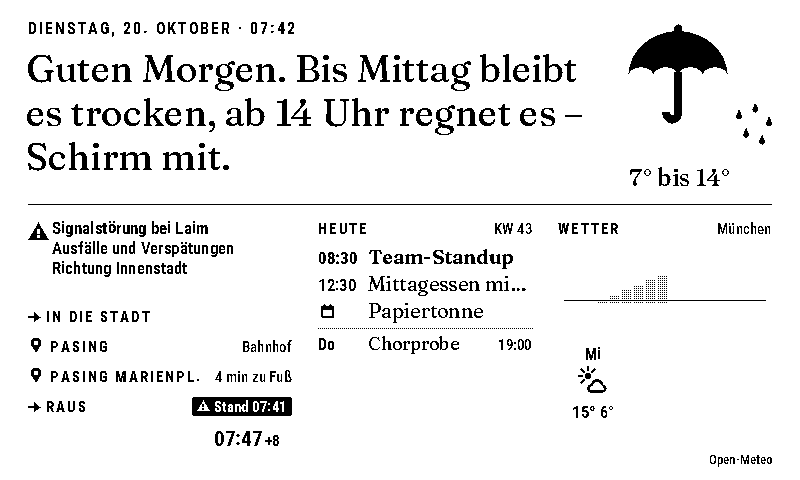 DIENSTAG, 20. OKTOBER · 07:42
Guten Morgen. Bis Mittag bleibt
es trocken, ab 14 Uhr regnet es –
Schirm mit.
7° bis 14°
Signalstörung bei Laim
Ausfälle und Verspätungen
Richtung Innenstadt
→ IN DIE STADT
PASING Bahnhof
PASING MARIENPL. 4 min zu Fuß
→ RAUS Stand 07:41
07:47 +8
HEUTE KW 43
08:30 Team-Standup
12:30 Mittagessen mi...
Papiertonne
Do Chorprobe 19:00
WETTER München
Mi
15° 6°
Open-Meteo